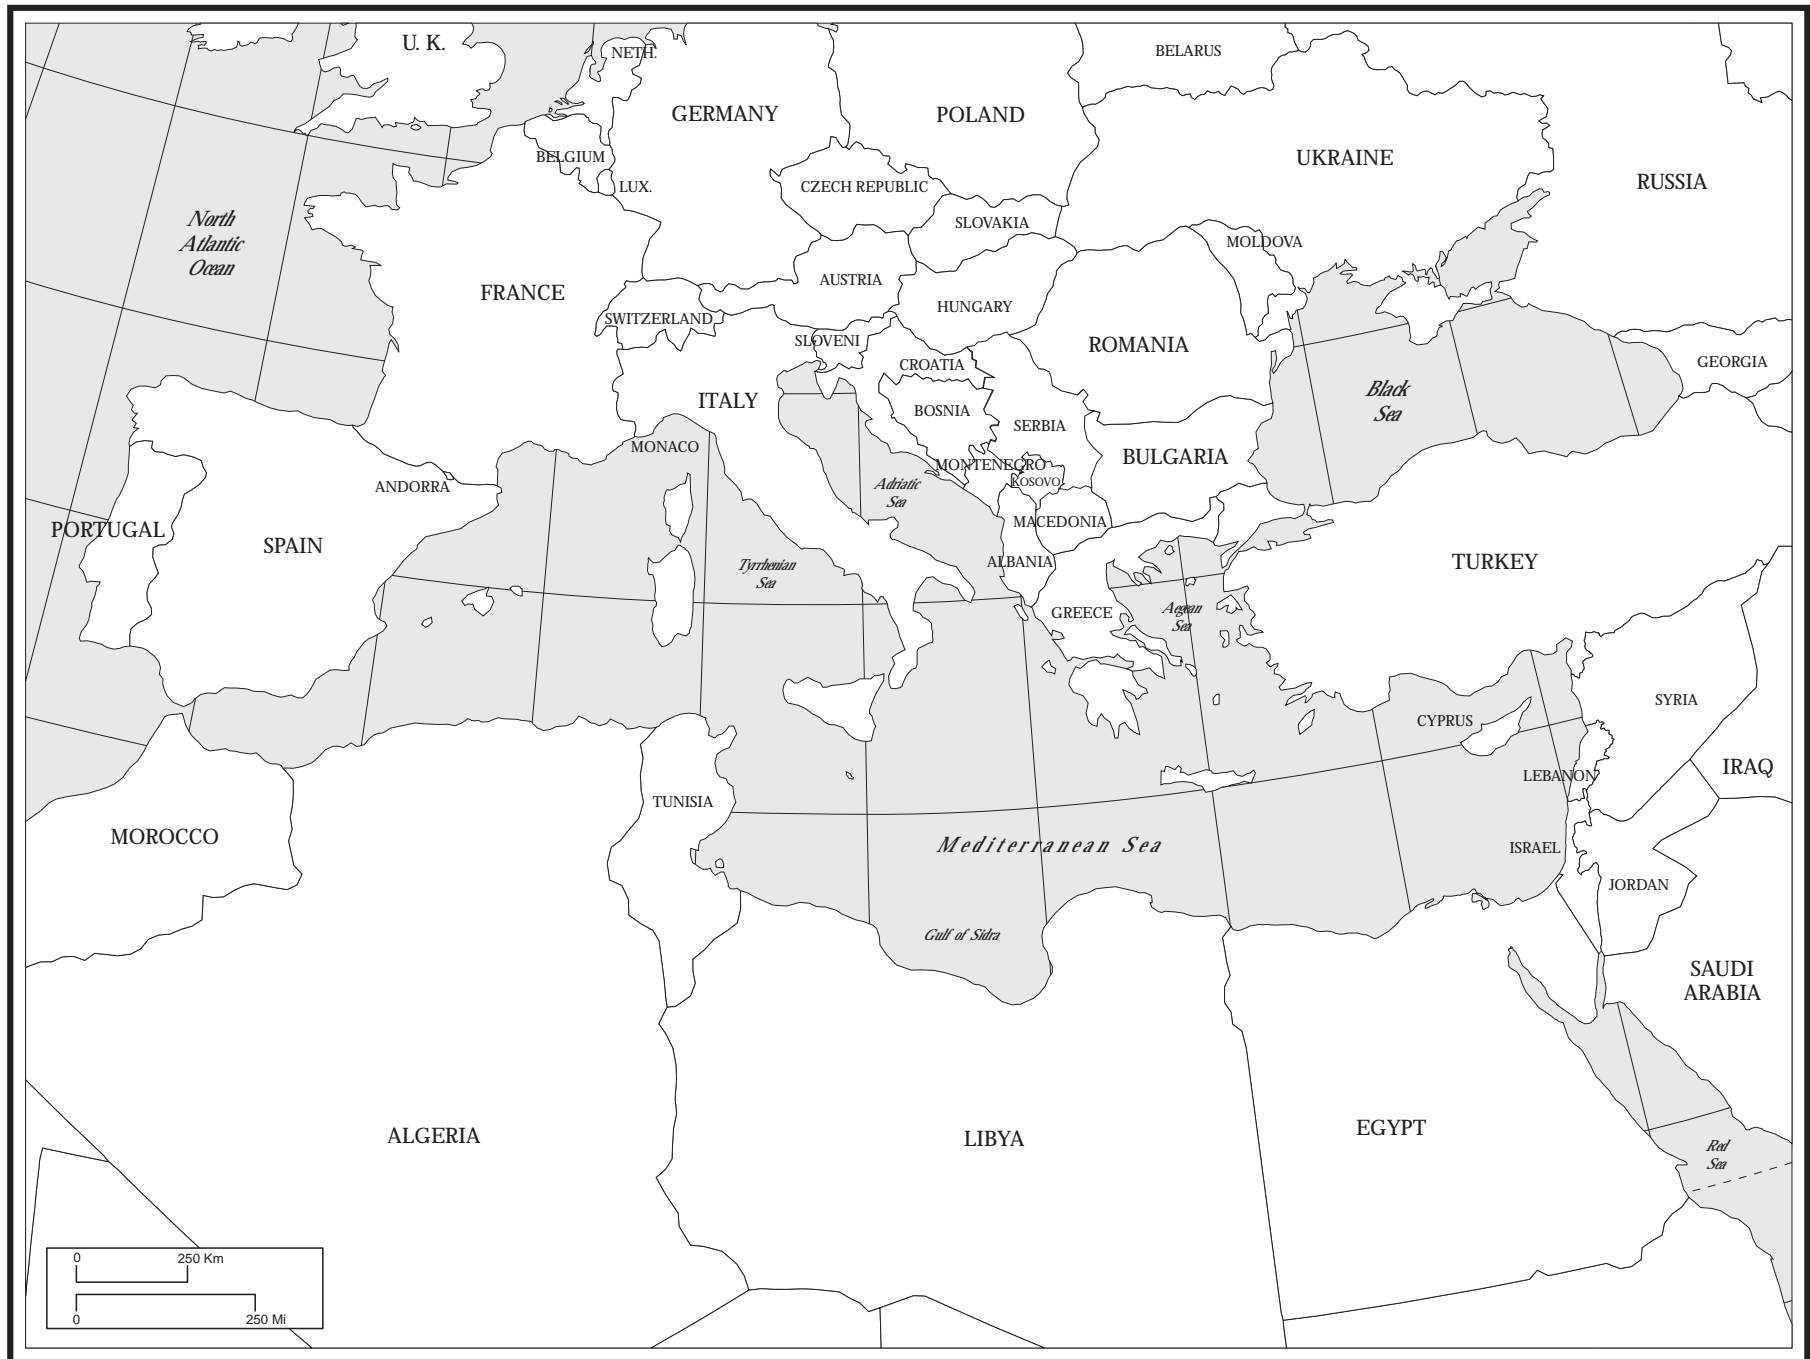 U. K.
NETH.
BELARUS
GERMANY
POLAND
BELGIUM
UKRAINE
LUX.
CZECH REPUBLIC
RUSSIA
North
Atlantic
Ocean
SLOVAKIA
MOLDOVA
FRANCE
AUSTRIA
HUNGARY
SWITZERLAND
SLOVENI
ROMANIA
CROATIA
GEORGIA
ITALY
BOSNIA
Black
Sea
SERBIA
MONACO
BULGARIA
MONTENEGRO
KOSOVO
ANDORRA
Adriatic
Sea
PORTUGAL
SPAIN
MACEDONIA
ALBANIA
TURKEY
Tyrrhenian
Sea
GREECE
Aegean
Sea
SYRIA
CYPRUS
LEBANON
IRAQ
TUNISIA
MOROCCO
Mediterranean Sea
ISRAEL
JORDAN
Gulf of Sidra
SAUDI
ARABIA
ALGERIA
LIBYA
EGYPT
Red
Sea
0
250 Km
0
250 Mi